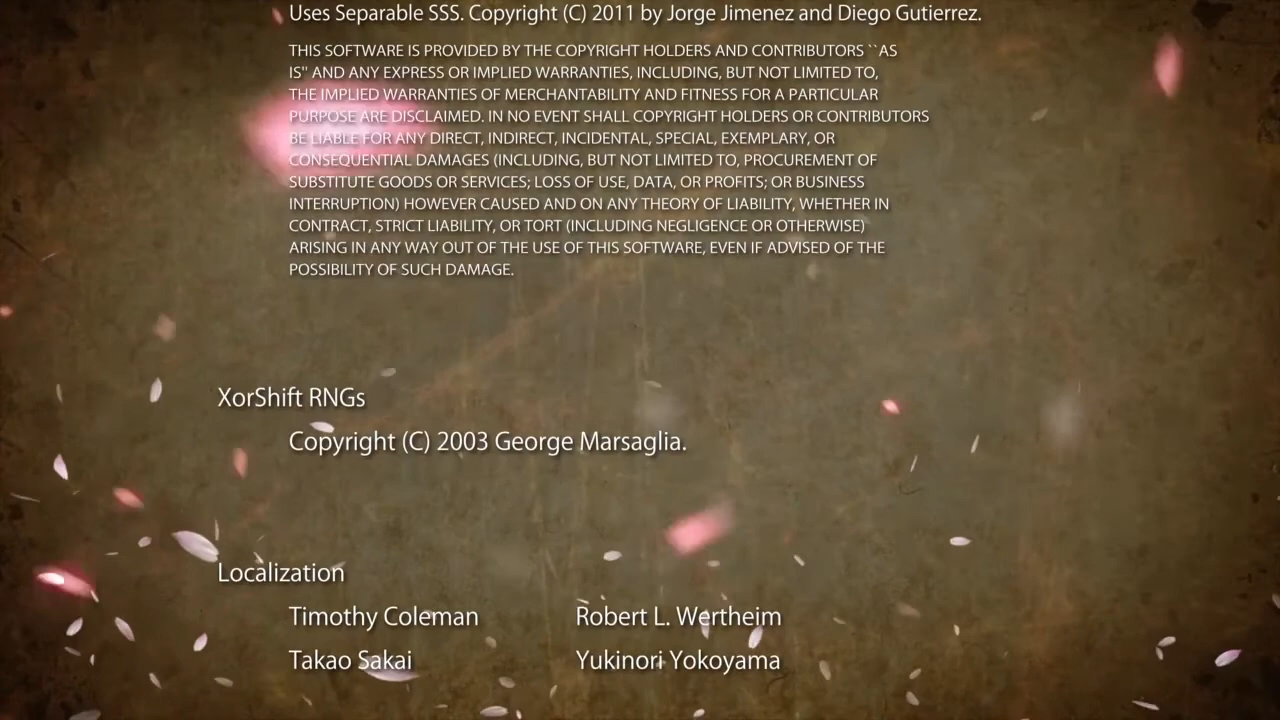 Uses Separable SSS. Copyright (C) 2011 by Jorge Jimenez and Diego Gutierrez.
THIS SOFTWARE IS PROVIDED BY THE COPYRIGHT HOLDERS AND CONTRIBUTORS ``AS
IS'' AND ANY EXPRESS OR IMPLIED WARRANTIES, INCLUDING, BUT NOT LIMITED TO,
THE IMPLIED WARRANTIES OF MERCHANTABILITY AND FITNESS FOR A PARTICULAR
PURPOSE ARE DISCLAIMED. IN NO EVENT SHALL COPYRIGHT HOLDERS OR CONTRIBUTORS
BE LIABLE FOR ANY DIRECT, INDIRECT, INCIDENTAL, SPECIAL, EXEMPLARY, OR
CONSEQUENTIAL DAMAGES (INCLUDING, BUT NOT LIMITED TO, PROCUREMENT OF
SUBSTITUTE GOODS OR SERVICES; LOSS OF USE, DATA, OR PROFITS; OR BUSINESS
INTERRUPTION) HOWEVER CAUSED AND ON ANY THEORY OF LIABILITY, WHETHER IN
CONTRACT, STRICT LIABILITY, OR TORT (INCLUDING NEGLIGENCE OR OTHERWISE)
ARISING IN ANY WAY OUT OF THE USE OF THIS SOFTWARE, EVEN IF ADVISED OF THE
POSSIBILITY OF SUCH DAMAGE.
XorShift RNGs
Copyright (C) 2003 George Marsaglia.
Localization
Timothy Coleman Robert L. Wertheim
Takao Sakai Yukinori Yokoyama